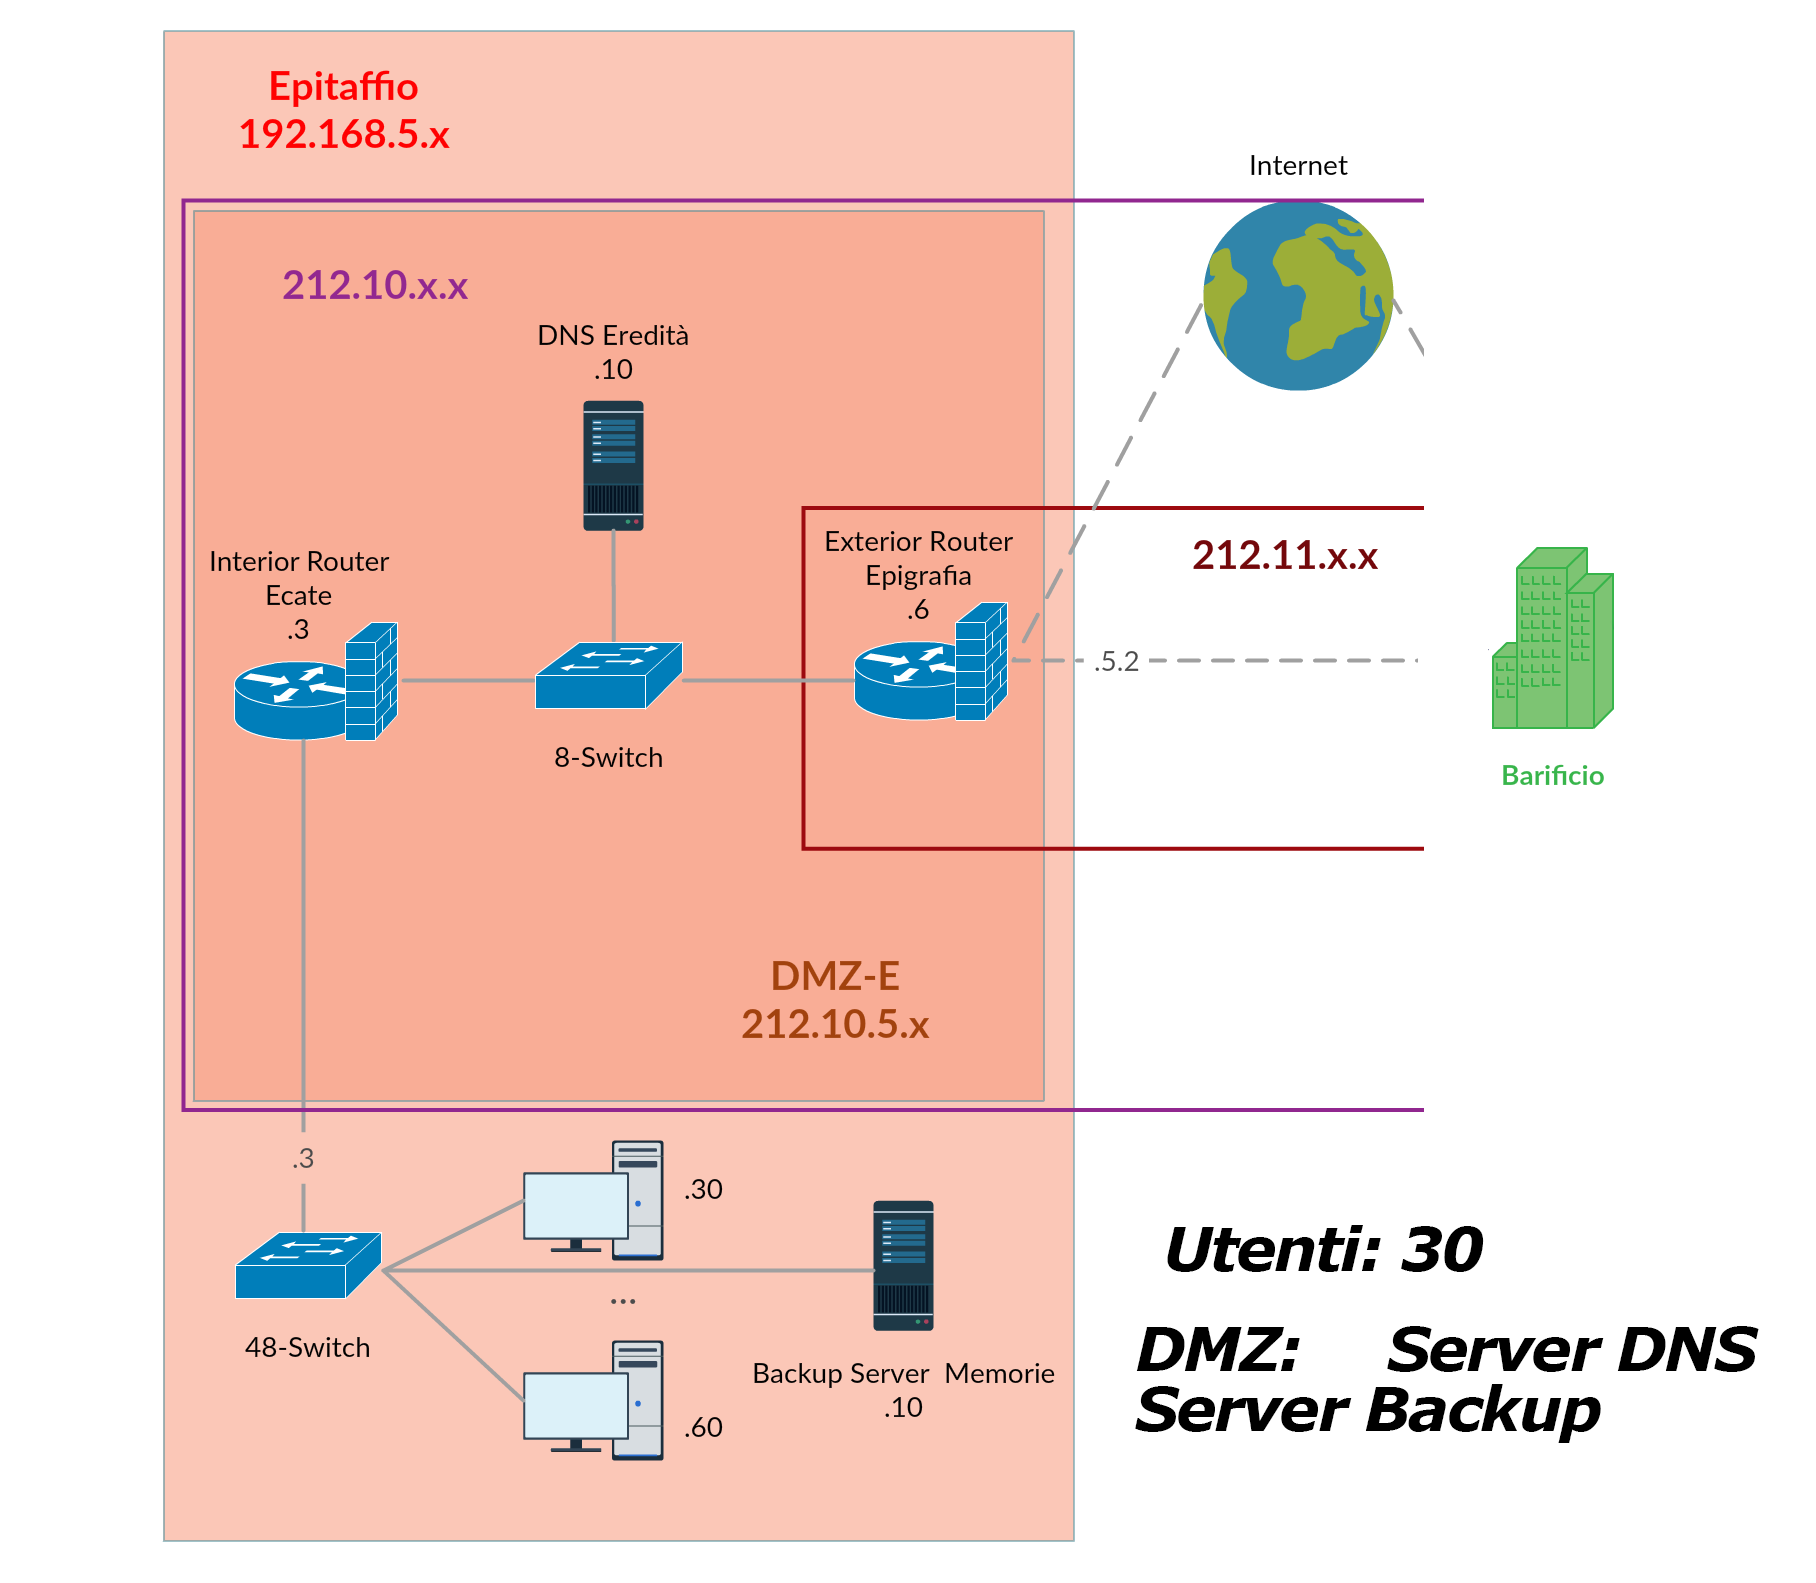 Epitaffio
192.168.5.x
Internet
212.10.x.x
DNS Eredità
.10
Interior Router
Ecate
.3
Exterior Router
Epigrafia
.6
212.11.x.x
.5.2
8-Switch
Barificio
DMZ-E
212.10.5.x
.3
.30
...
48-Switch
Backup Server Memorie
.10
.60
Utenti: 30
DMZ: Server DNS
Server Backup